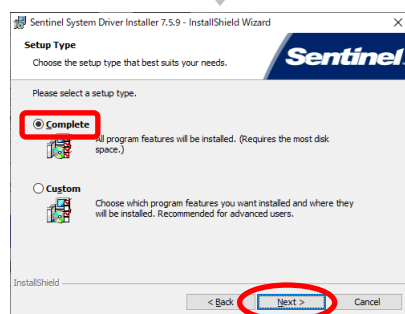 Sentinel System Driver Installer 7.5.9 - InstallShield Wizard
Setup Type
Choose the setup type that best suits your needs.
Sentinel
Please select a setup type.
Complete
All program features will be installed. (Requires the most disk
space.)
Custom
Choose which program features you want installed and where they
will be installed. Recommended for advanced users.
InstallShield
< Back
Next >
Cancel